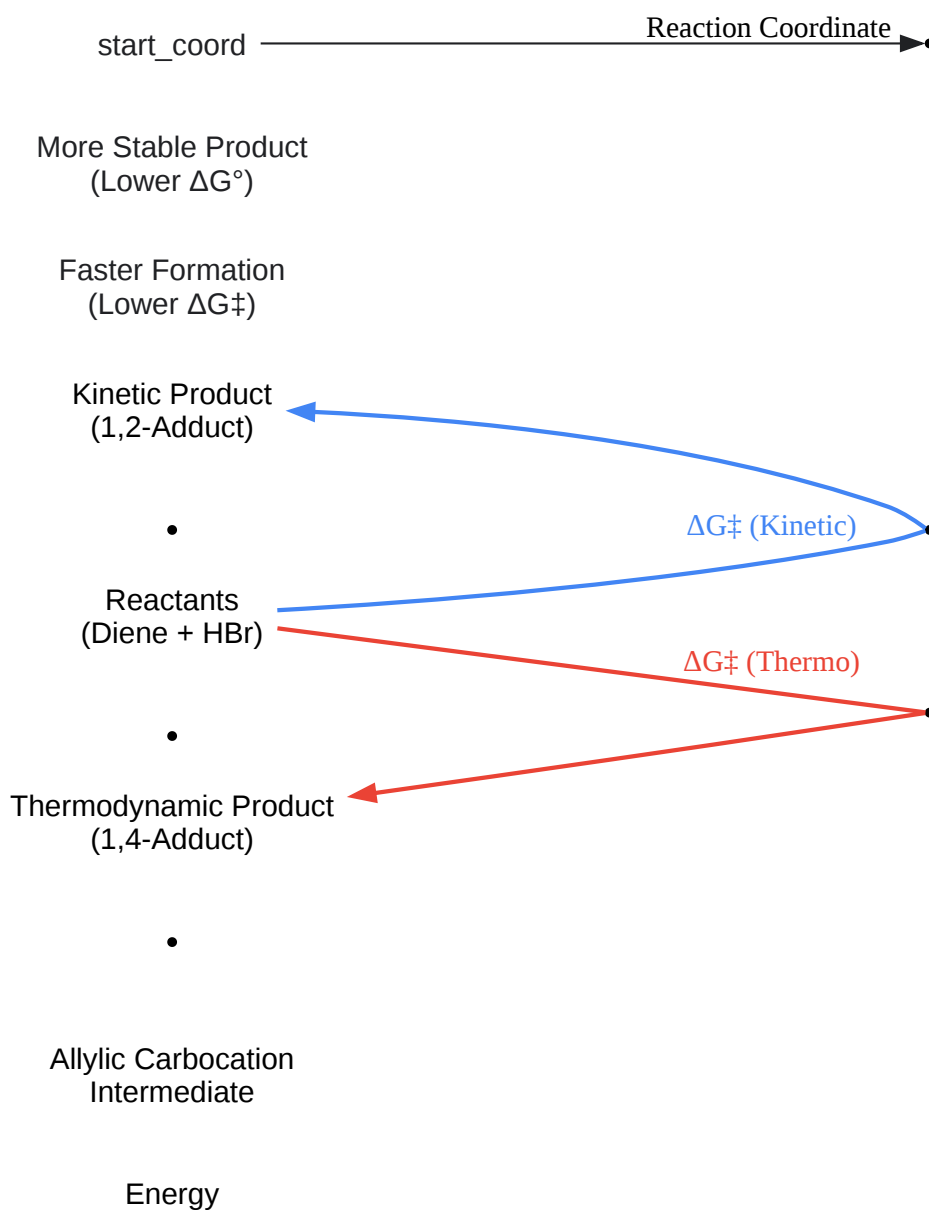 Reaction Coordinate
start_coord
More Stable Product
(Lower ΔG°)
Faster Formation
(Lower ΔG‡)
Kinetic Product
(1,2-Adduct)
ΔG‡ (Kinetic)
Reactants
(Diene + HBr)
ΔG‡ (Thermo)
Thermodynamic Product
(1,4-Adduct)
Allylic Carbocation
Intermediate
Energy